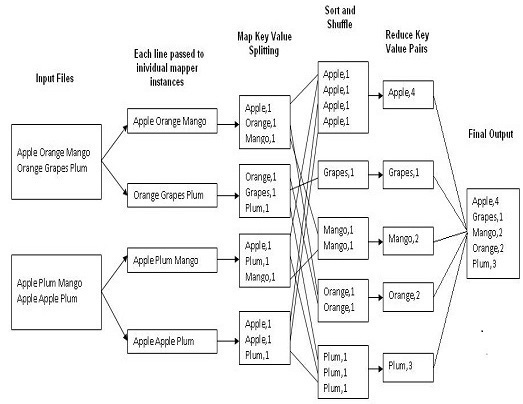 Input Files
Apple Orange Mango
Orange Grapes Plum
Apple Plum Mango
Apple Apple Plum
Each line passed to
inividual mapper
instances
Apple Orange Mango
Orange Grapes Plum
Apple Plum Mango
Apple Apple Plum
Map Key Value
Splitting
Apple,1
Orange,1
Mango,1
Orange,1
Grapes,1
Plum,1
Apple,1
Plum,1
Mango,1
Apple,1
Apple,1
Plum,1
Sort and
Shuffle
Apple,1
Apple,1
Apple,1
Apple,1
Grapes,1
Mango,1
Mango,1
Orange,1
Orange,1
Plum,1
Plum,1
Plum,1
Reduce Key
Value Pairs
Apple,4
Grapes,1
Mango,2
Orange,2
Plum,3
Final Output
Apple,4
Grapes,1
Mango,2
Orange,2
Plum,3